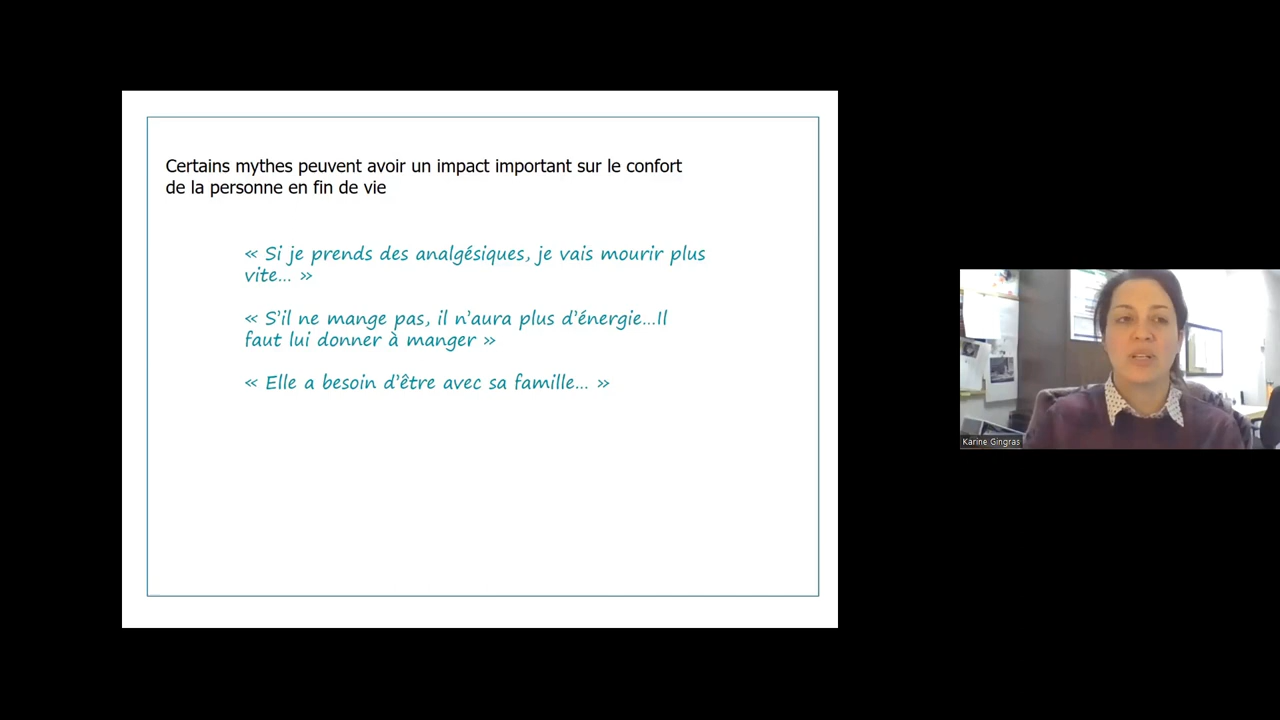 Certains mythes peuvent avoir un impact important sur le confort
de la personne en fin de vie
« Si je prends des analgésiques, je vais mourir plus
vite... »
« S’il ne mange pas, il n’aura plus d’énergie...Il
faut lui donner à manger »
« Elle a besoin d’être avec sa famille... »
Karine Gingras